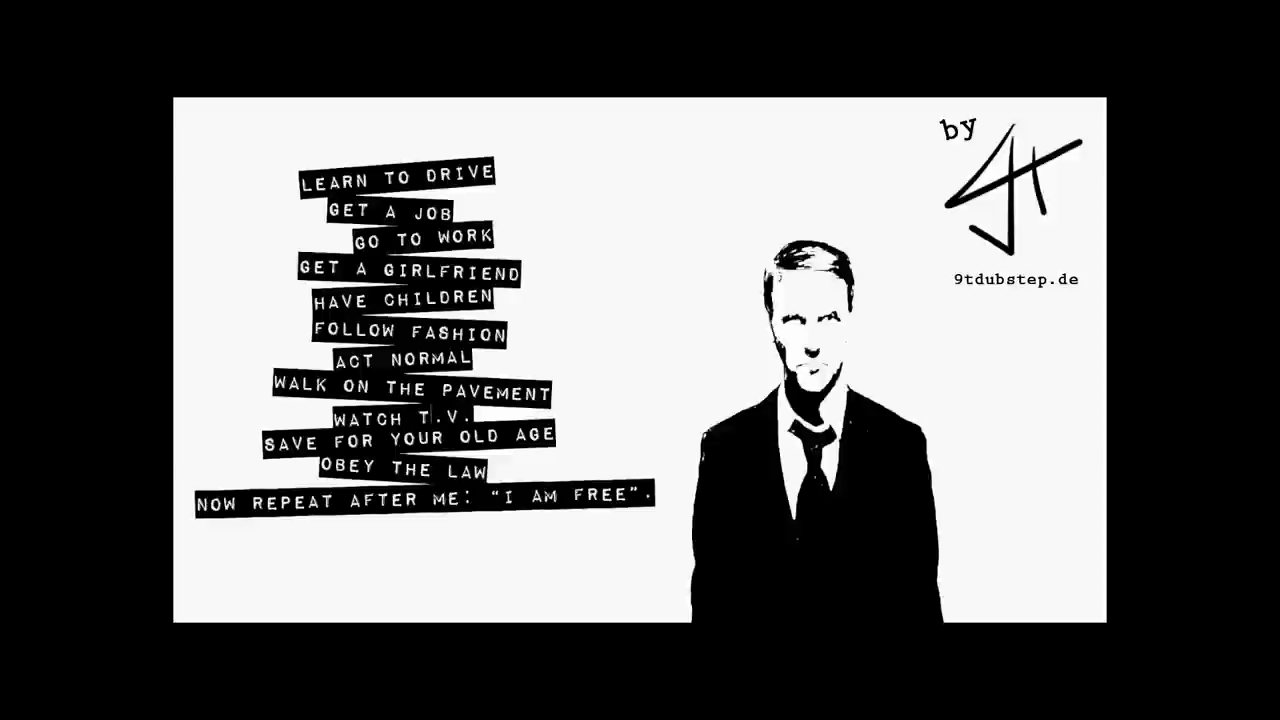 LEARN TO DRIVE
GET A JOB
GO TO WORK
GET A GIRLFRIEND
HAVE CHILDREN
FOLLOW FASHION
ACT NORMAL
WALK ON THE PAVEMENT
WATCH T.V.
SAVE FOR YOUR OLD AGE
OBEY THE LAW
NOW REPEAT AFTER ME: “I AM FREE”.
by
9t
9tdubstep.de